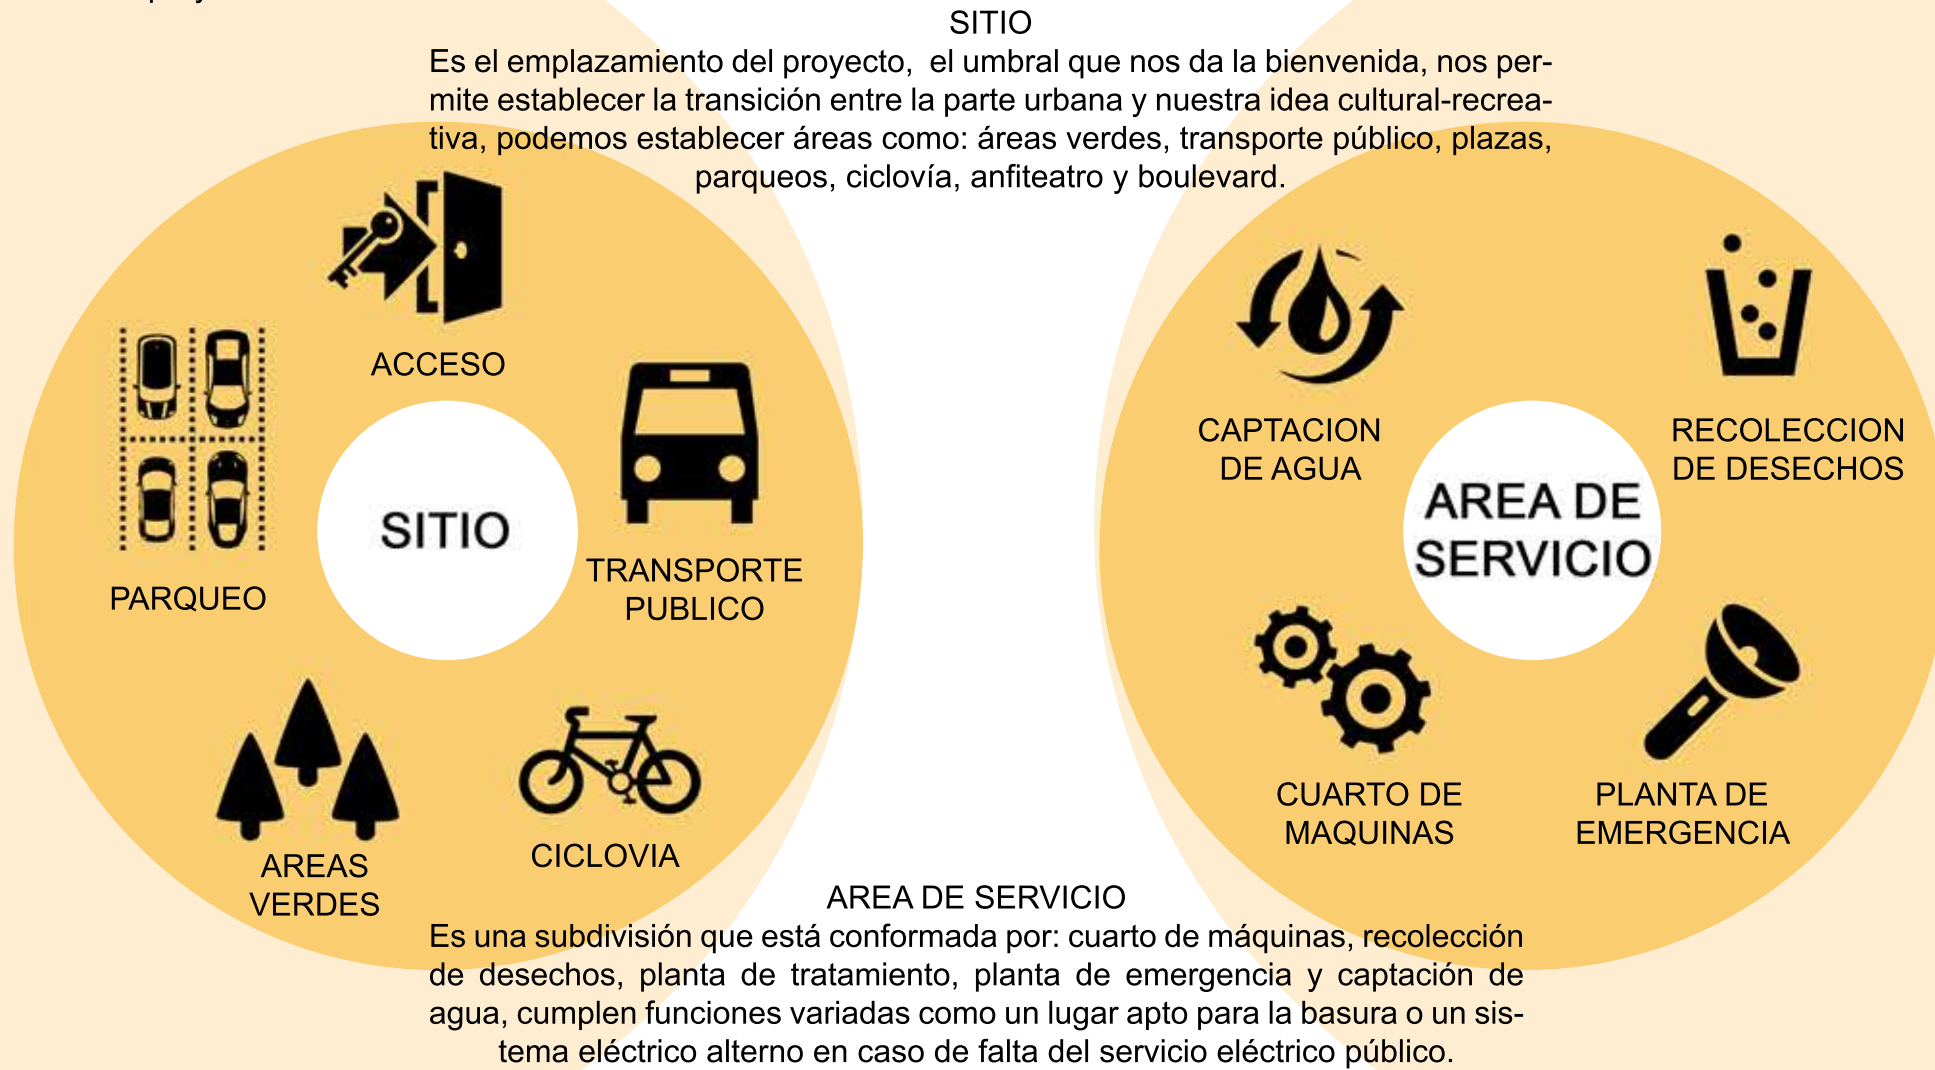 SITIO
Es el emplazamiento del proyecto, el umbral que nos da la bienvenida, nos per-
mite establecer la transición entre la parte urbana y nuestra idea cultural-recrea-
tiva, podemos establecer áreas como: áreas verdes, transporte público, plazas,
parqueos, ciclovía, anfiteatro y boulevard.
ACCESO
PARQUEO
SITIO
TRANSPORTE
PUBLICO
AREAS
VERDES
CICLOVIA
CAPTACION
DE AGUA
RECOLECCION
DE DESECHOS
AREA DE
SERVICIO
CUARTO DE
MAQUINAS
PLANTA DE
EMERGENCIA
AREA DE SERVICIO
Es una subdivisión que está conformada por: cuarto de máquinas, recolección
de desechos, planta de tratamiento, planta de emergencia y captación de
agua, cumplen funciones variadas como un lugar apto para la basura o un sis-
tema eléctrico alterno en caso de falta del servicio eléctrico público.